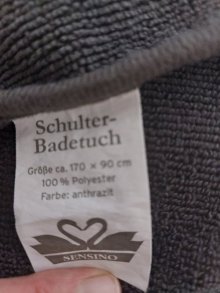 Schulter-
Badetuch
Größe ca. 170 × 90 cm
100 % Polyester
Farbe: anthrazit
SENSINO